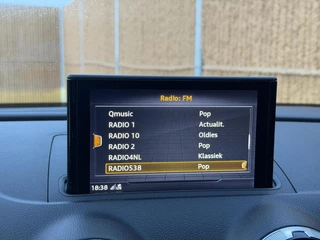 Radio: FM
Qmusic Pop
RADIO 1 Actualit.
RADIO 10 Oldies
RADIO 2 Pop
RADIO4NL Klassiek
RADIO538 Pop
18:38